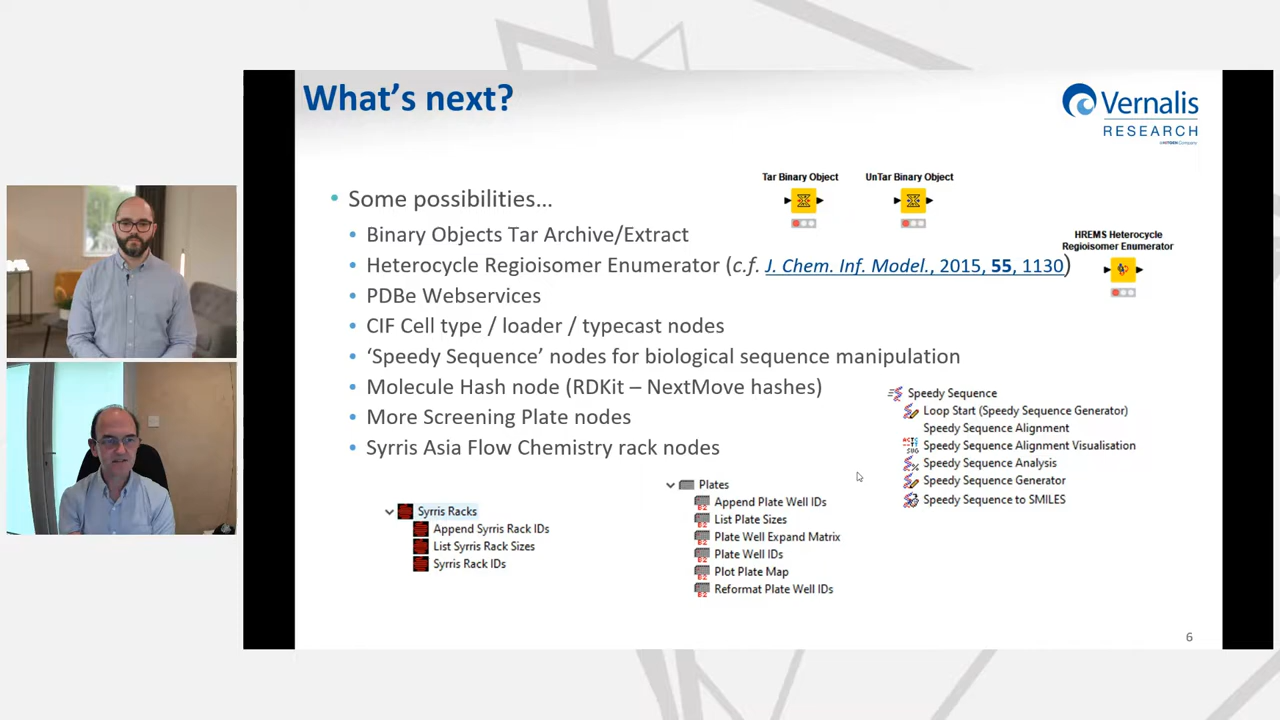 What's next?
Vernalis
RESEARCH
Some possibilities...
Tar Binary Object
UnTar Binary Object
Binary Objects Tar Archive/Extract
HREMS Heterocycle
Regioisomer Enumerator
Heterocycle Regioisomer Enumerator (c.f. J. Chem. Inf. Model., 2015, 55, 1130)
PDBe Webservices
CIF Cell type / loader / typecast nodes
‘Speedy Sequence’ nodes for biological sequence manipulation
Molecule Hash node (RDKit – NextMove hashes)
More Screening Plate nodes
Syrris Asia Flow Chemistry rack nodes
Speedy Sequence
Loop Start (Speedy Sequence Generator)
Speedy Sequence Alignment
Speedy Sequence Alignment Visualisation
Speedy Sequence Analysis
Speedy Sequence Generator
Speedy Sequence to SMILES
Plates
Append Plate Well IDs
List Plate Sizes
Plate Well Expand Matrix
Plate Well IDs
Plot Plate Map
Reformat Plate Well IDs
Syrris Racks
Append Syrris Rack IDs
List Syrris Rack Sizes
Syrris Rack IDs
6